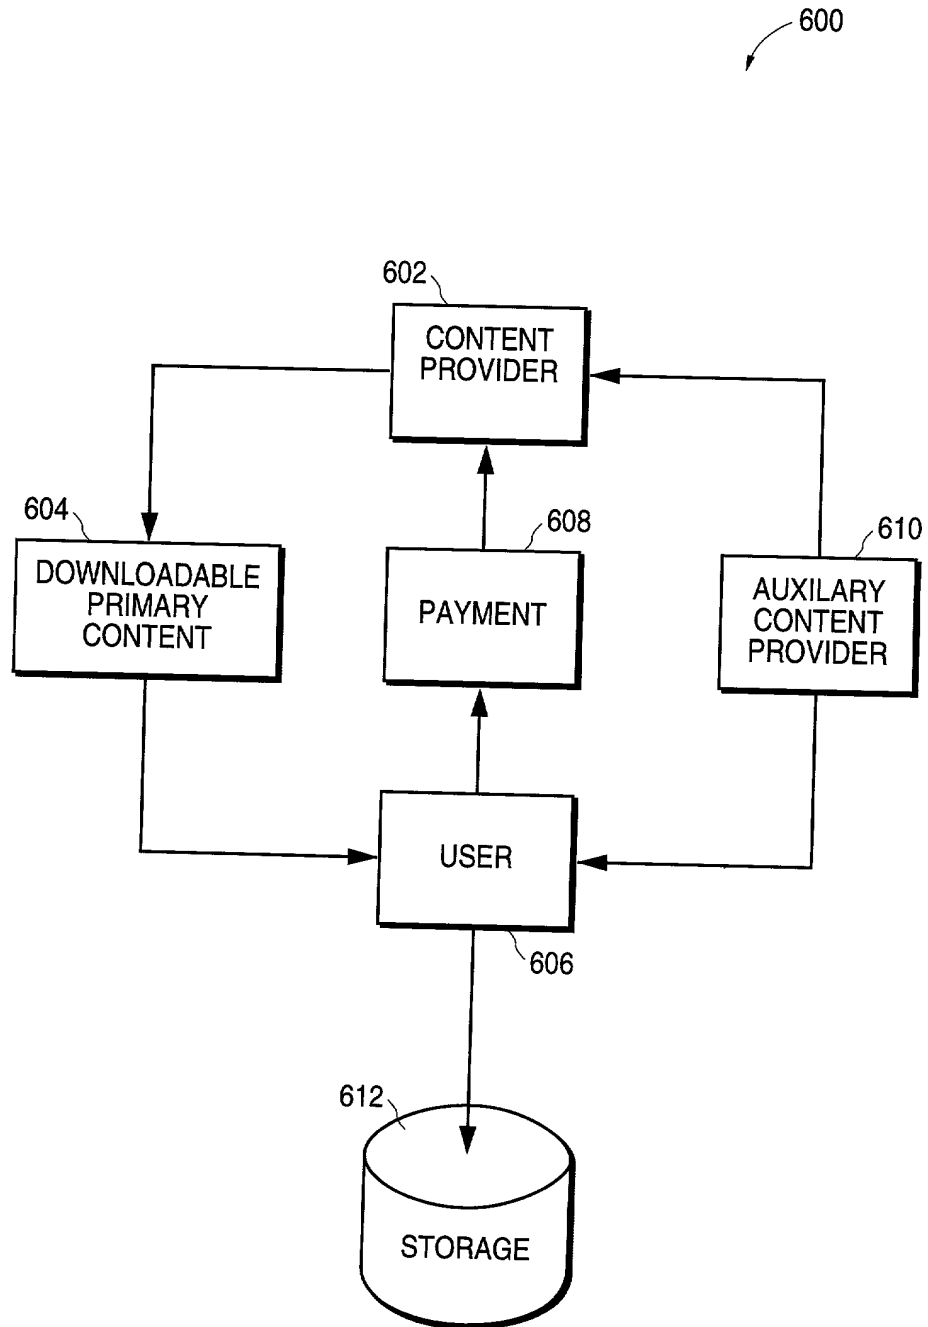 600
602
CONTENT
PROVIDER
604
DOWNLOADABLE
PRIMARY
CONTENT
608
PAYMENT
610
AUXILARY
CONTENT
PROVIDER
USER
606
612
STORAGE